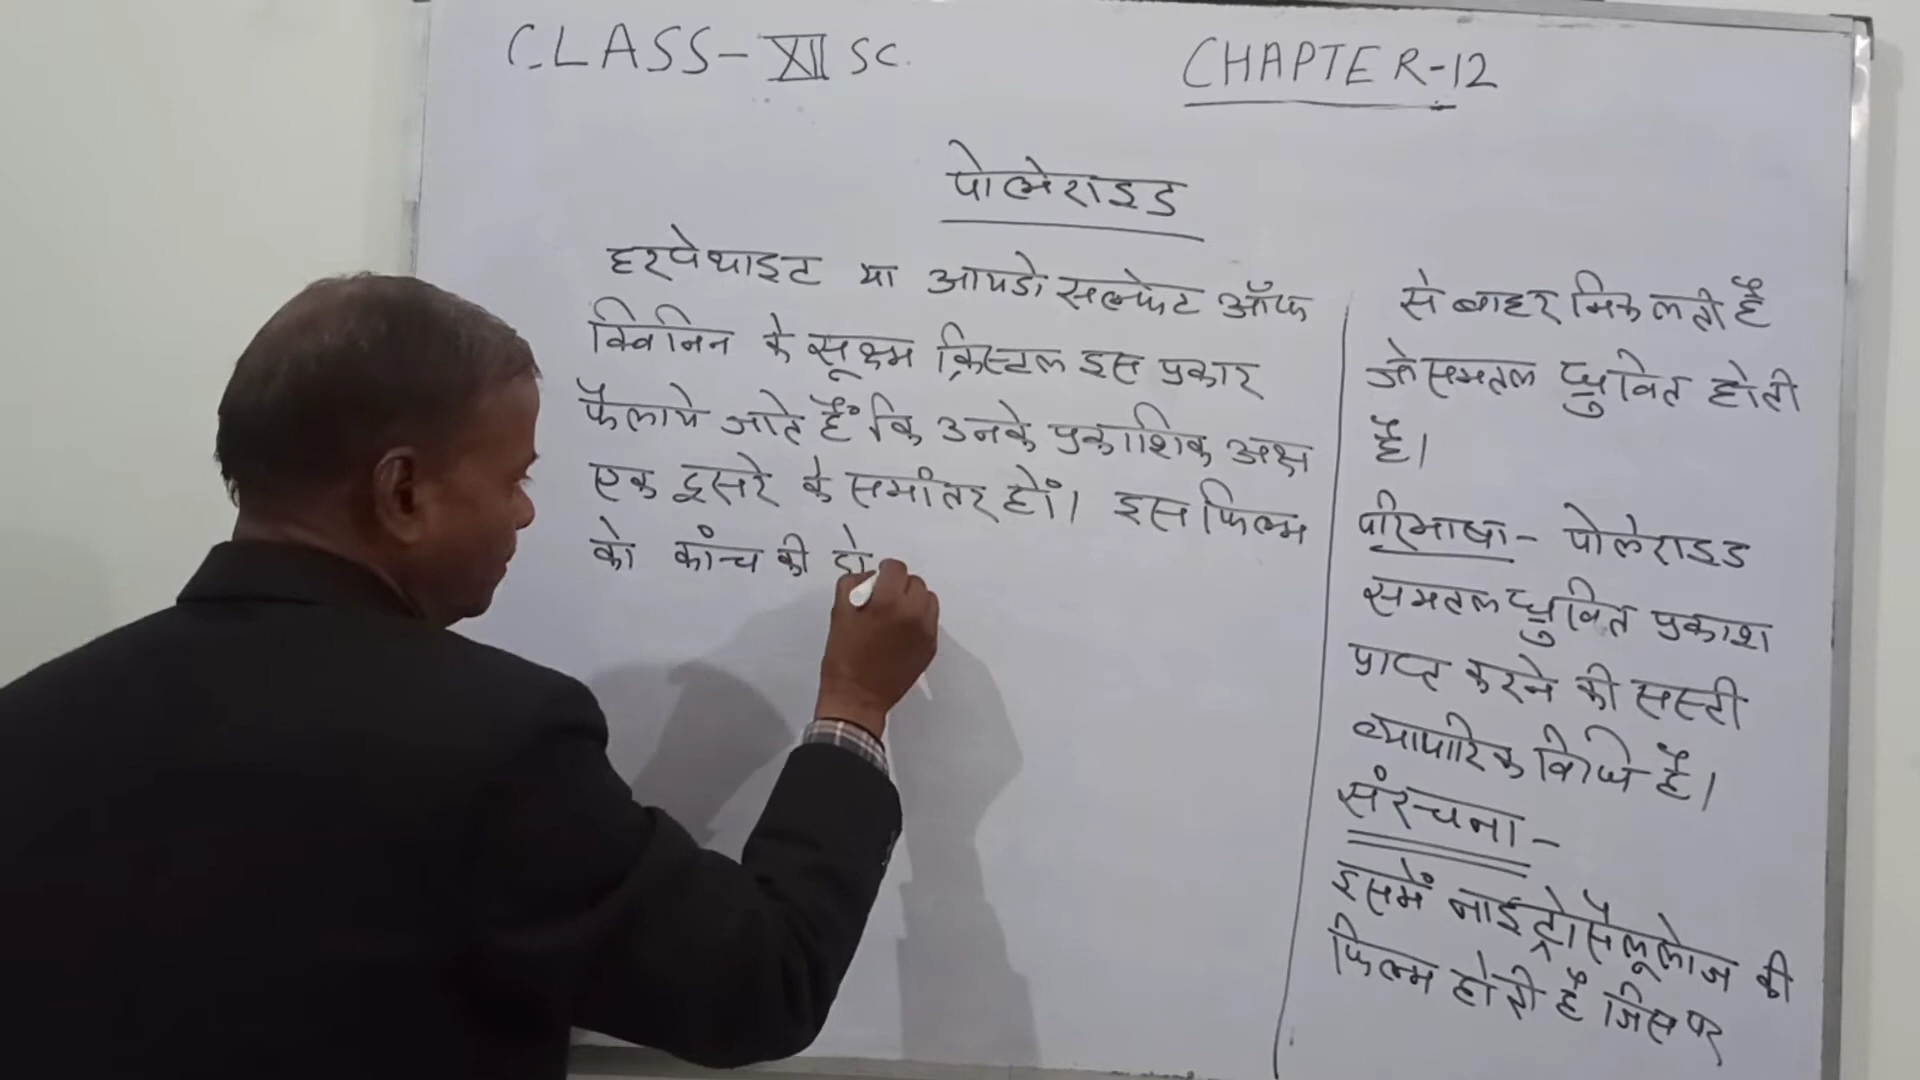 CLASS-XII SC.
CHAPTER-12
पोलेराइड
हरपेथाइट या आयडो सल्फेट ऑफ
क्विनिन के सूक्ष्म क्रिस्टल इस प्रकार
फैलाये जाते हैं कि उनके प्रकाशिक अक्ष
एक दूसरे के समांतर हों। इस फिल्म
को कांच की दो
से बाहर निकलती है
जो समतल ध्रुवित होती
है।
परिभाषा - पोलेराइड
समतल ध्रुवित प्रकाश
प्राप्त करने की सस्ती
व्यापारिक विधि है।
संरचना -
इसमें नाइट्रोसैलूलोज की
फिल्म होती है जिस पर